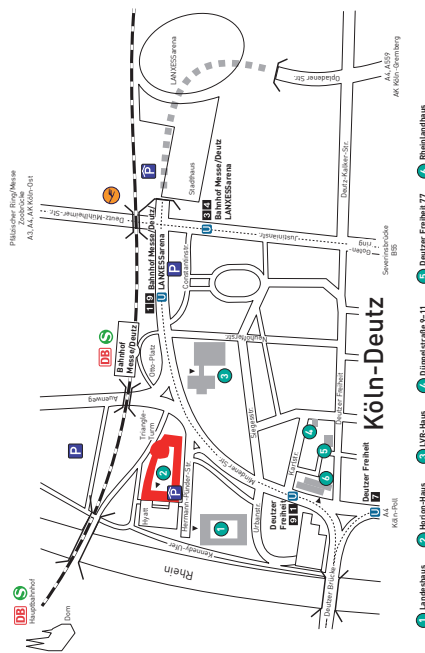 Pfälzischer Ring/Messe
Zoobrücke
A3, A4, AK Köln-Ost
LANXESSarena
Opladener Str.
A4, A559
AK Köln-Gremberg
Deutz-Mülheimer-Str.
P
Stadthaus
Deutz-Kalker-Str.
U 3 4 Bahnhof Messe/Deutz
LANXESSarena
1 9 Bahnhof Messe/Deutz
U LANXESSarena
P
Constantinstr.
Justinianstr.
Gotenring
Severinsbrücke
B55
DB S
Bahnhof
Messe/Deutz
Otto-Platz
Neuhöfferstr.
Köln-Deutz
Auenweg
3
Siegesstr.
Deutzer Freiheit
P
Triangle-
Turm
Mindener Str.
4
5
6
Karlstr.
2
P
Hyatt
Hermann-Pünder-Str.
1
Urbanstr.
Deutzer
Freiheit
9 1 U
Deutzer Freiheit
U 7
A4
Köln-Poll
Kennedy-Ufer
Rhein
Deutzer Brücke
DB S
Hauptbahnhof
Dom
1 Landeshaus
2 Horion-Haus
3 LVR-Haus
9–11
5 Deutzer Freiheit 77
Rheinlandhaus